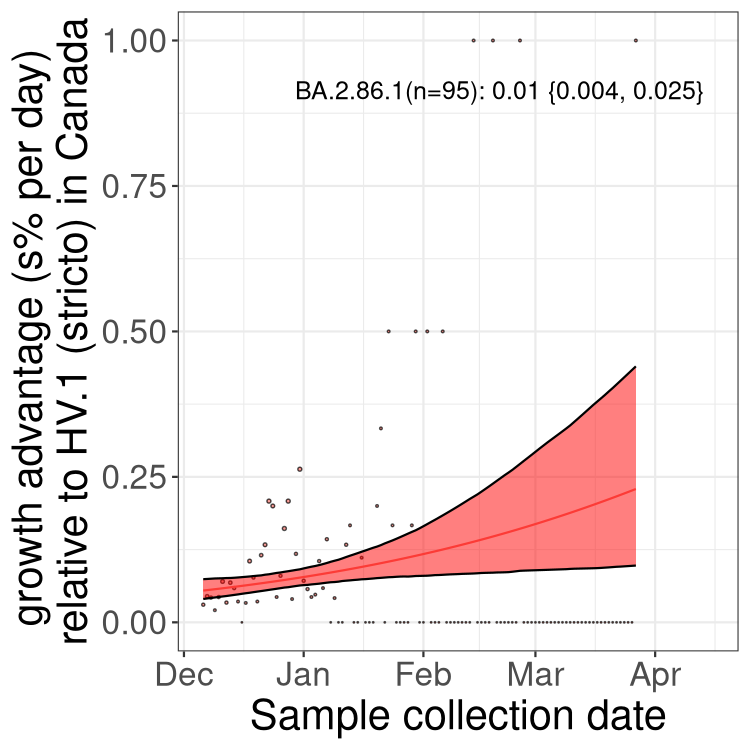 growth advantage (s% per day)
relative to HV.1 (stricto) in Canada
1.00
0.75
0.50
0.25
0.00
BA.2.86.1(n=95): 0.01 {0.004, 0.025}
Dec Jan Feb Mar Apr
Sample collection date